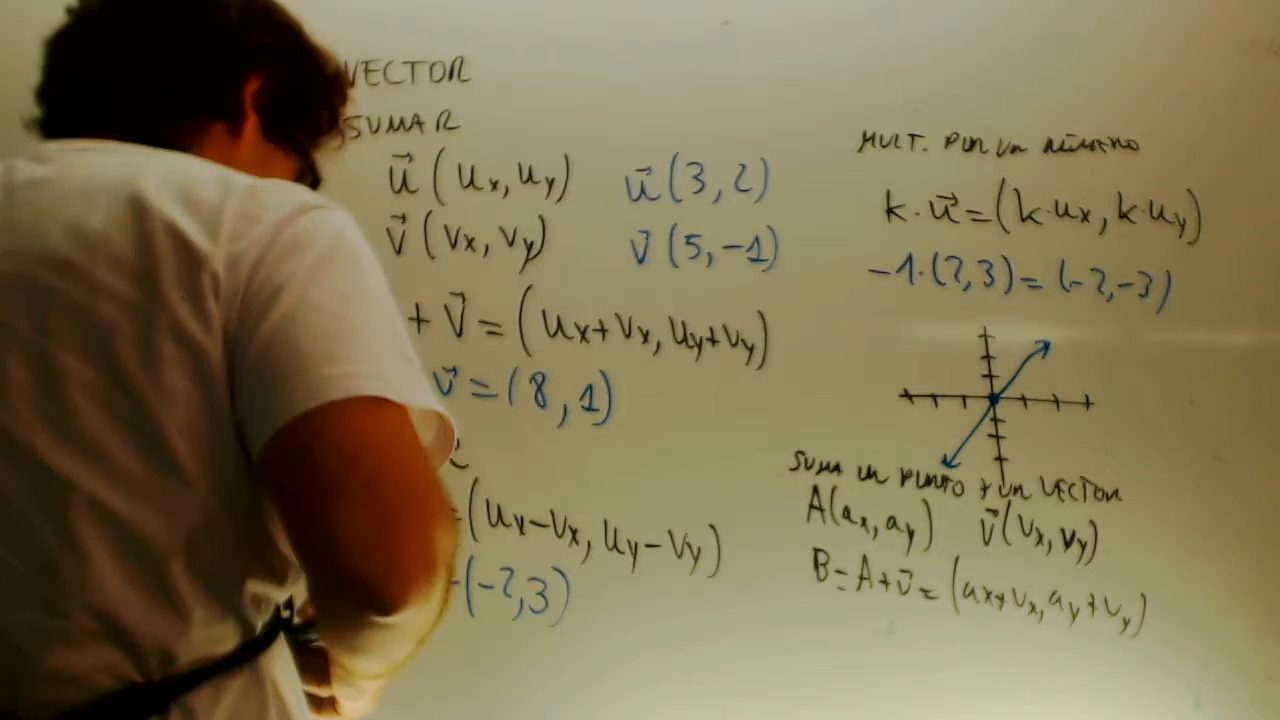 VECTOR
SUMAR
u⃗ (ux, uy) u⃗ (3, 2)
v⃗ (vx, vy) v⃗ (5, -1)
+ v⃗ = (ux+vx, uy+vy)
v⃗ = (8, 1)
=(ux-vx, uy-vy)
(-2,3)
MULT. POR UN NÚMERO
k·u⃗=(k·ux, k·uy)
-1·(2,3)=(-2,-3)
SUMA UN PUNTO + UN VECTOR
A(ax, ay) v⃗(vx, vy)
B=A+v⃗=(ax+vx, ay+vy)